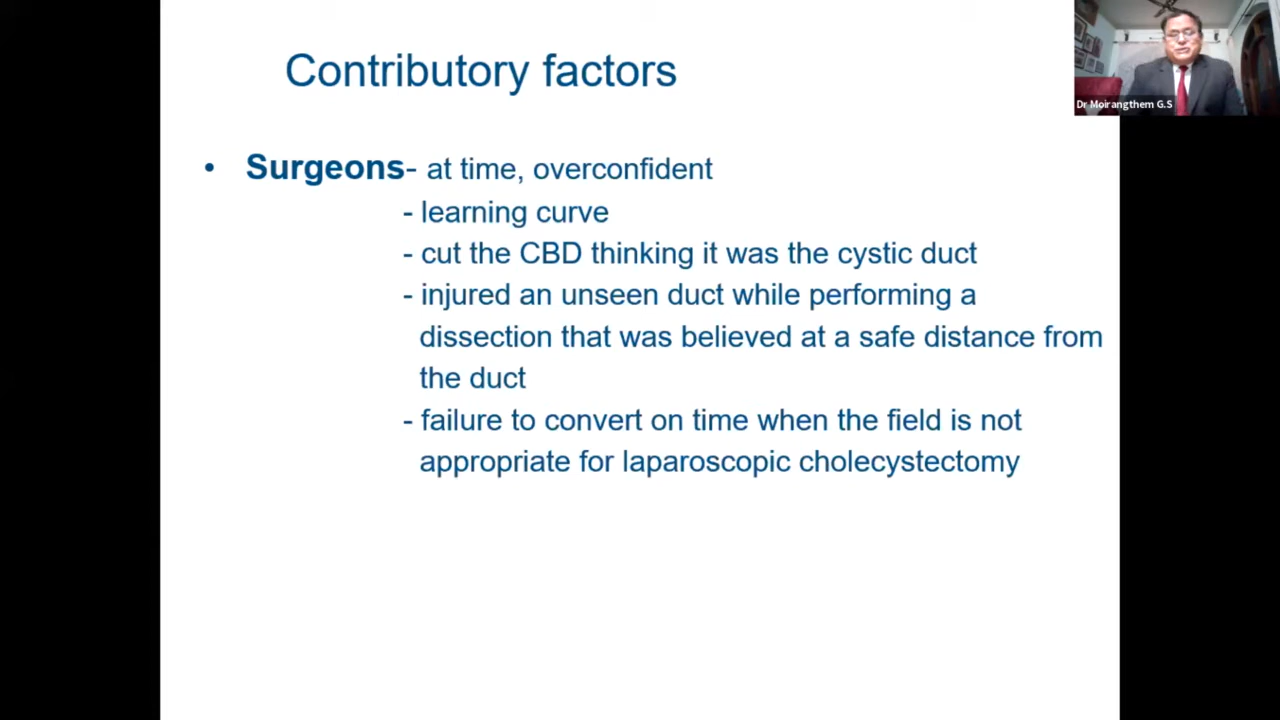 Contributory factors
Dr Moirangthem G.S
• Surgeons- at time, overconfident
- learning curve
- cut the CBD thinking it was the cystic duct
- injured an unseen duct while performing a
dissection that was believed at a safe distance from
the duct
- failure to convert on time when the field is not
appropriate for laparoscopic cholecystectomy